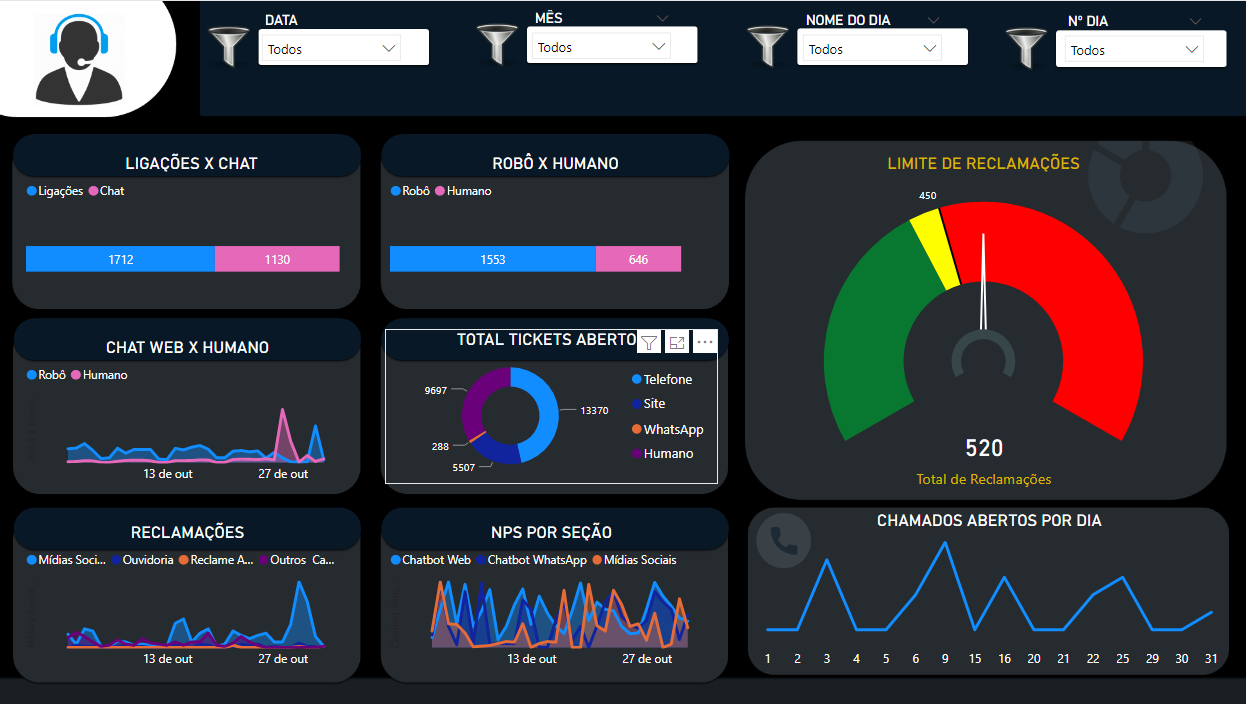 DATA
Todos
MÊS
Todos
NOME DO DIA
Todos
Nº DIA
Todos
LIGAÇÕES X CHAT
Ligações Chat
1712 1130
ROBÔ X HUMANO
Robô Humano
1553 646
LIMITE DE RECLAMAÇÕES
450
520
Total de Reclamações
CHAT WEB X HUMANO
Robô Humano
13 de out 27 de out
TOTAL TICKETS ABERTO
9697
13370
288
5507
Telefone
Site
WhatsApp
Humano
RECLAMAÇÕES
Mídias Soci... Ouvidoria Reclame A... Outros Ca...
13 de out 27 de out
NPS POR SEÇÃO
Chatbot Web Chatbot WhatsApp Mídias Sociais
13 de out 27 de out
CHAMADOS ABERTOS POR DIA
1 2 3 4 5 6 9 15 16 20 21 22 25 29 30 31